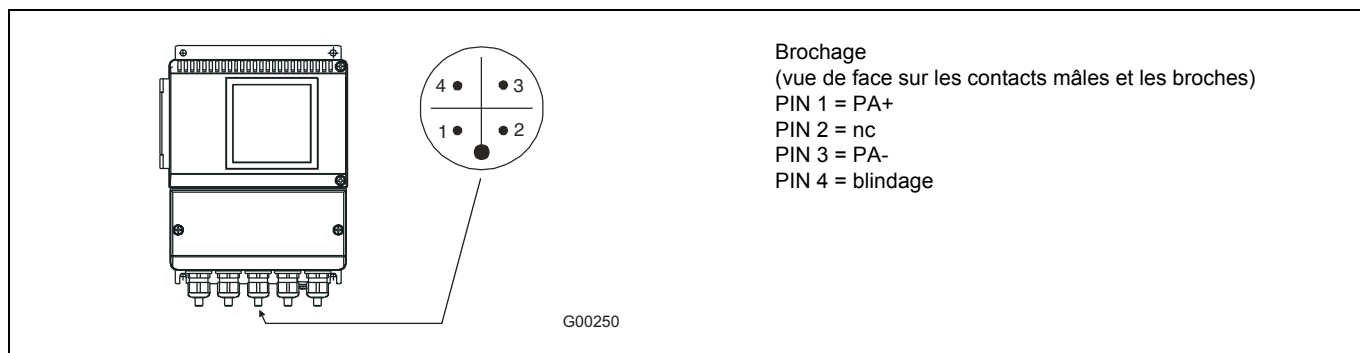 4 3
1 2
G00250
Brochage
(vue de face sur les contacts mâles et les broches)
PIN 1 = PA+
PIN 2 = nc
PIN 3 = PA-
PIN 4 = blindage